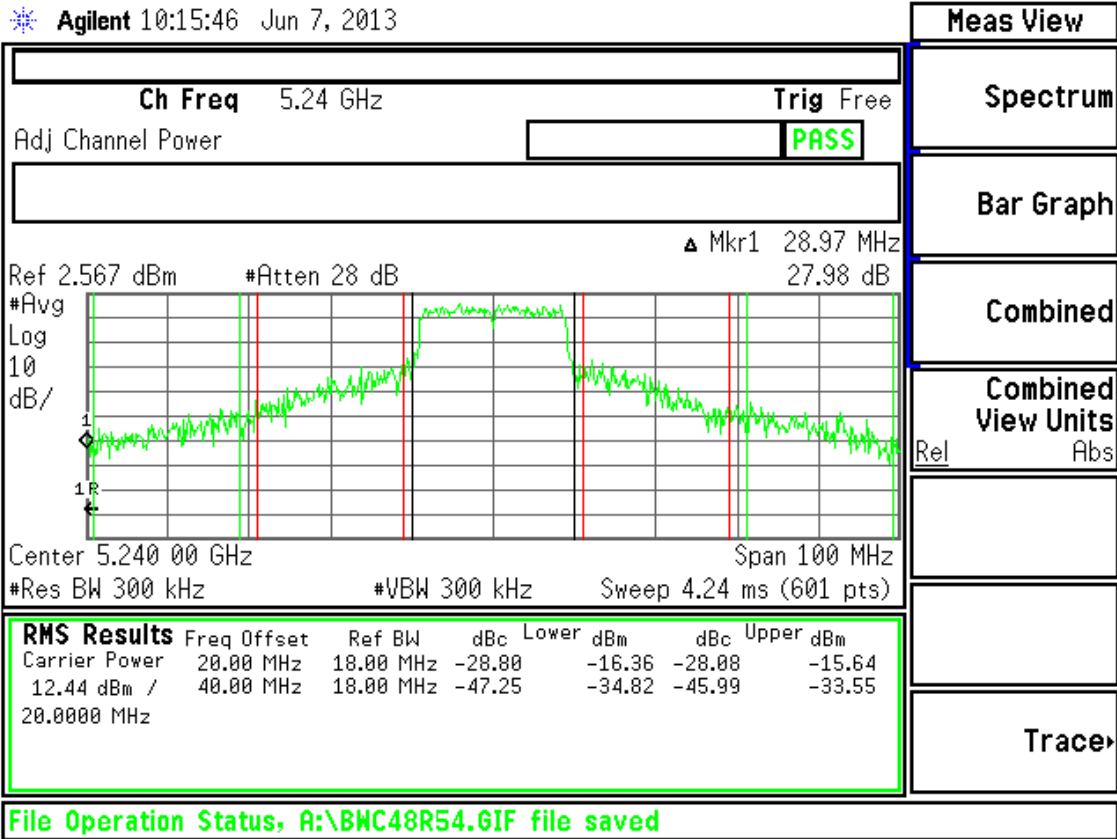 Agilent 10:15:46 Jun 7, 2013
Meas View
Ch Freq 5.24 GHz Trig Free
Adj Channel Power PASS
Δ Mkr1 28.97 MHz
Ref 2.567 dBm #Atten 28 dB 27.98 dB
#Avg
Log
10
dB/
1
1R
Center 5.240 00 GHz Span 100 MHz
#Res BW 300 kHz #VBW 300 kHz Sweep 4.24 ms (601 pts)
RMS Results Freq Offset Ref BW dBc Lower dBm dBc Upper dBm
Carrier Power 20.00 MHz 18.00 MHz -28.80 -16.36 -28.08 -15.64
12.44 dBm / 40.00 MHz 18.00 MHz -47.25 -34.82 -45.99 -33.55
20.0000 MHz
Spectrum
Bar Graph
Combined
Combined
View Units
Rel Abs
Trace
File Operation Status, A:\BWC48R54.GIF file saved